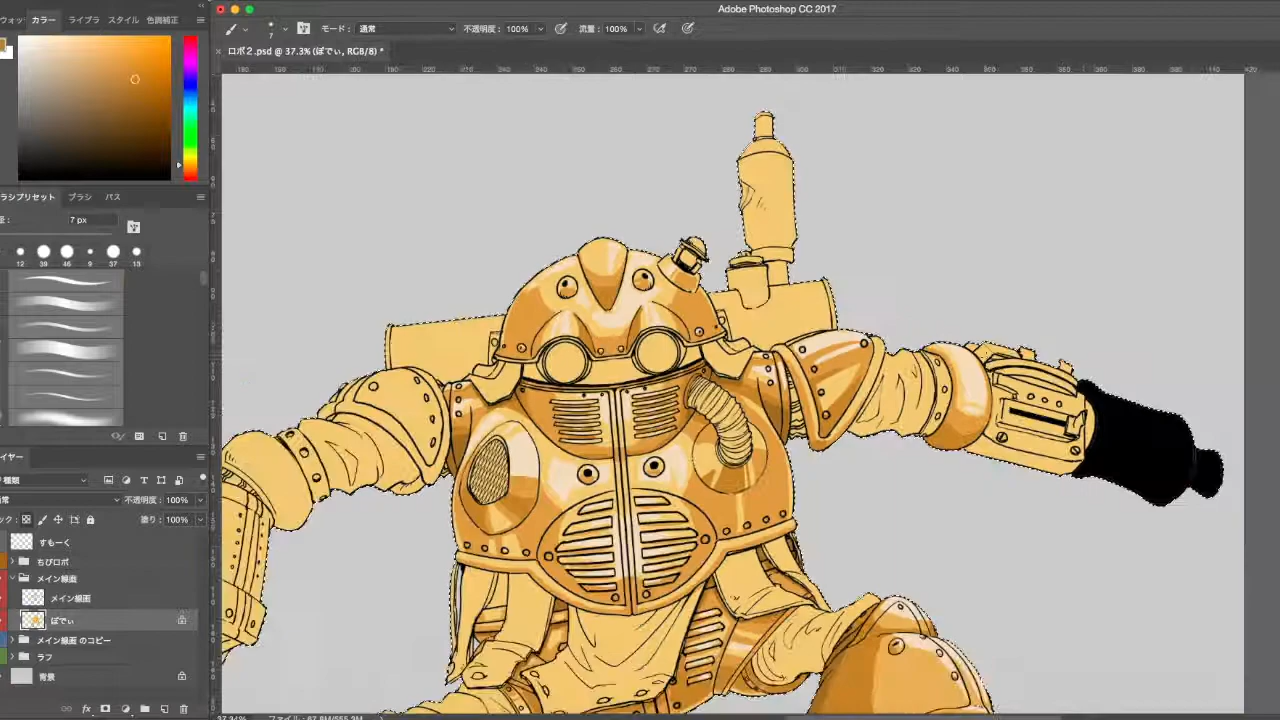 Adobe Photoshop CC 2017
カラー ライブラ スタイル 色調補正
7 モード： 通常 不透明度： 100% 流量： 100%
ロボ２.psd @ 37.3% (ぼでぃ, RGB/8) *
ブラシ パス
7 px
12 39 46 9 37 13
不透明度： 100%
塗り： 100%
すもーく
ちびロボ
メイン線画
メイン線画
ぼでぃ
メイン線画 のコピー
ラフ
背景